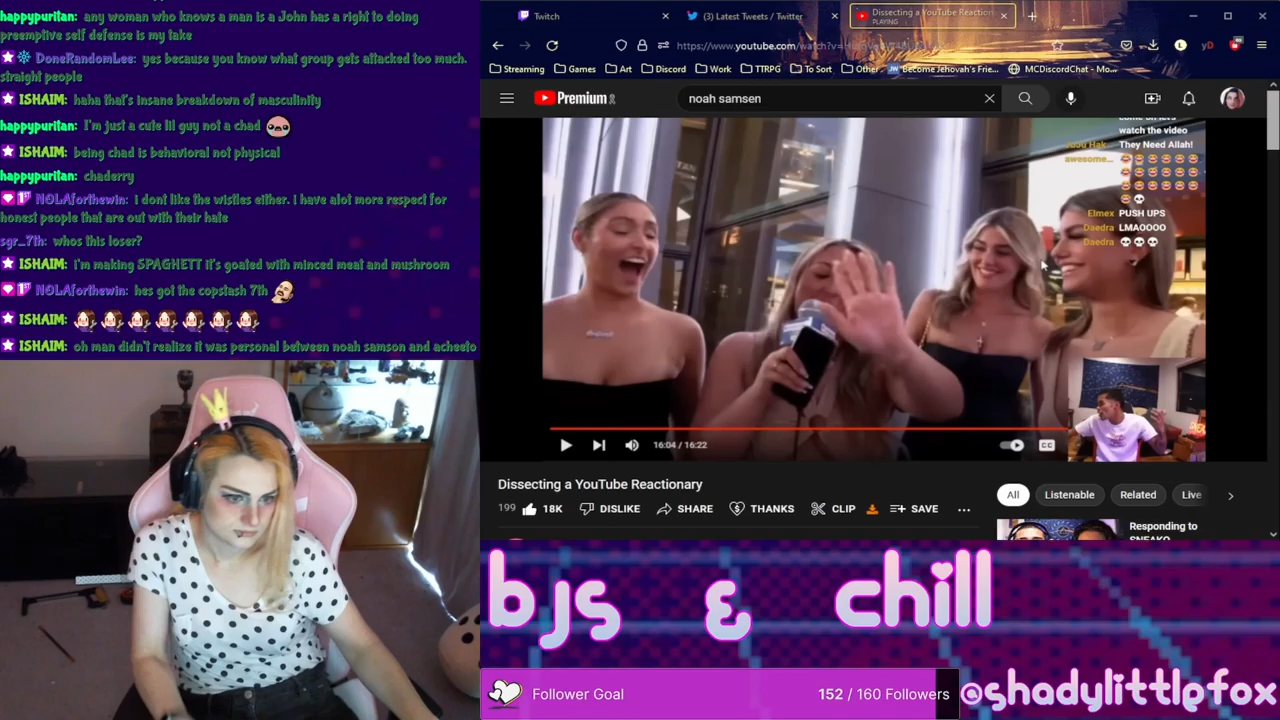 happypuritan: any woman who knows a man is a John has a right to doing
preemptive self defense is my take
DoneRandomLee: yes because you know what group gets attacked too much.
straight people
ISHAIM: haha that's insane breakdown of masculinity
happypuritan: I'm just a cute lil guy not a chad
ISHAIM: being chad is behavioral not physical
happypuritan: chaderry
NOLAforthewin: i dont like the wistles either. i have alot more respect for
honest people that are out with their hate
sgr_7th: whos this loser?
ISHAIM: i'm making SPAGHETT it's goated with minced meat and mushroom
NOLAforthewin: hes got the copstash 7th
ISHAIM:
ISHAIM: oh man didn't realize it was personal between noah samson and acheeto
Twitch
(3) Latest Tweets / Twitter
Dissecting a YouTube Reaction
PLAYING
https://www.youtube.com/watch?v=
Streaming
Games
Art
Discord
Work
TTRPG
To Sort
Other
Become Jehovah's Frie...
MCDiscordChat - Mo...
Premium
noah samsen
watch the video
They Need Allah!
awesome...
Elmex PUSH UPS
Daedra LMAOOOO
Daedra
16:04 / 16:22
Dissecting a YouTube Reactionary
199
18K
DISLIKE
SHARE
THANKS
CLIP
SAVE
All
Listenable
Related
Live
Responding to
SNEAKO
bjs & chill
Follower Goal
152 / 160 Followers
@shadylittlefox